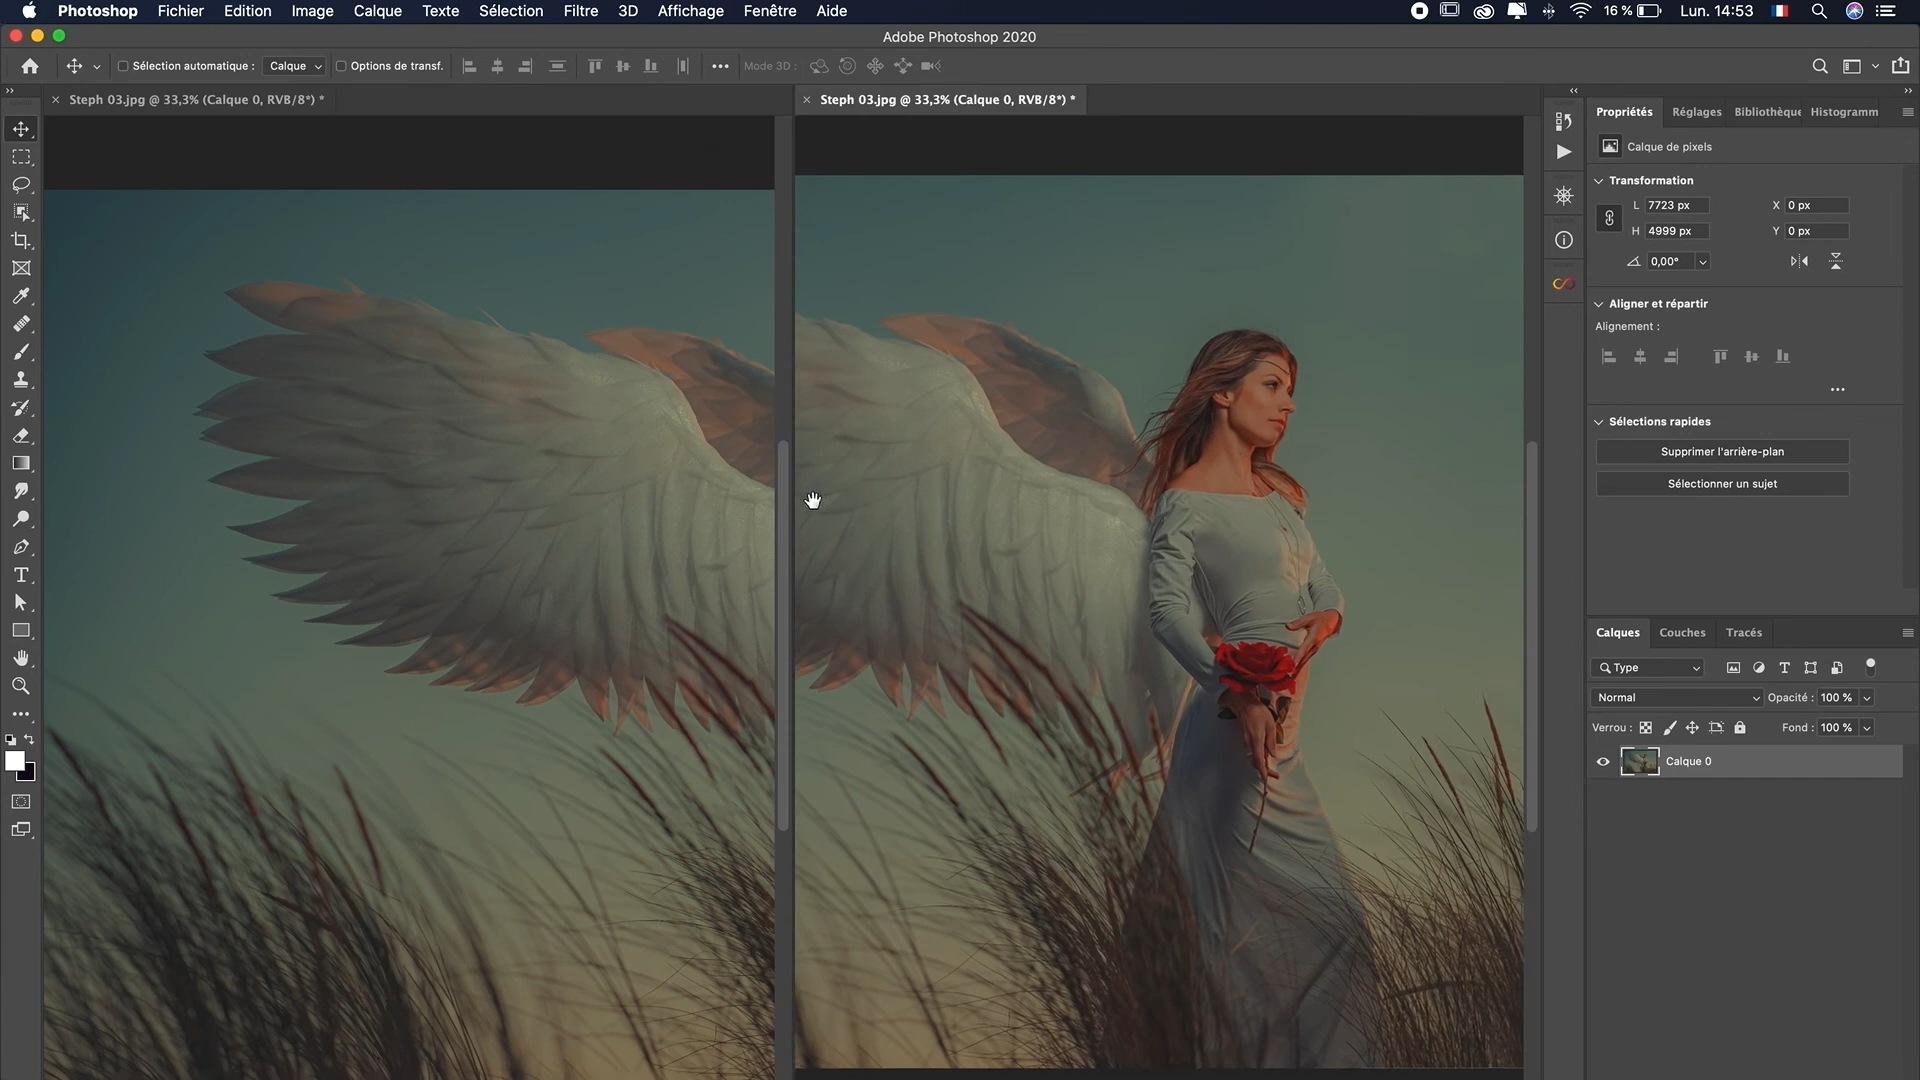 Photoshop Fichier Edition Image Calque Texte Sélection Filtre 3D Affichage Fenêtre Aide 16 % Lun. 14:53
Adobe Photoshop 2020
Sélection automatique : Calque Options de transf. Mode 3D :
Steph 03.jpg @ 33,3% (Calque 0, RVB/8*) *
Steph 03.jpg @ 33,3% (Calque 0, RVB/8*) *
Propriétés Réglages Bibliothèque Histogramm
Calque de pixels
Transformation
L 7723 px X 0 px
H 4999 px Y 0 px
0,00°
Aligner et répartir
Alignement :
Sélections rapides
Supprimer l'arrière-plan
Sélectionner un sujet
Calques Couches Tracés
Type
Normal Opacité : 100 %
Verrou : Fond : 100 %
Calque 0